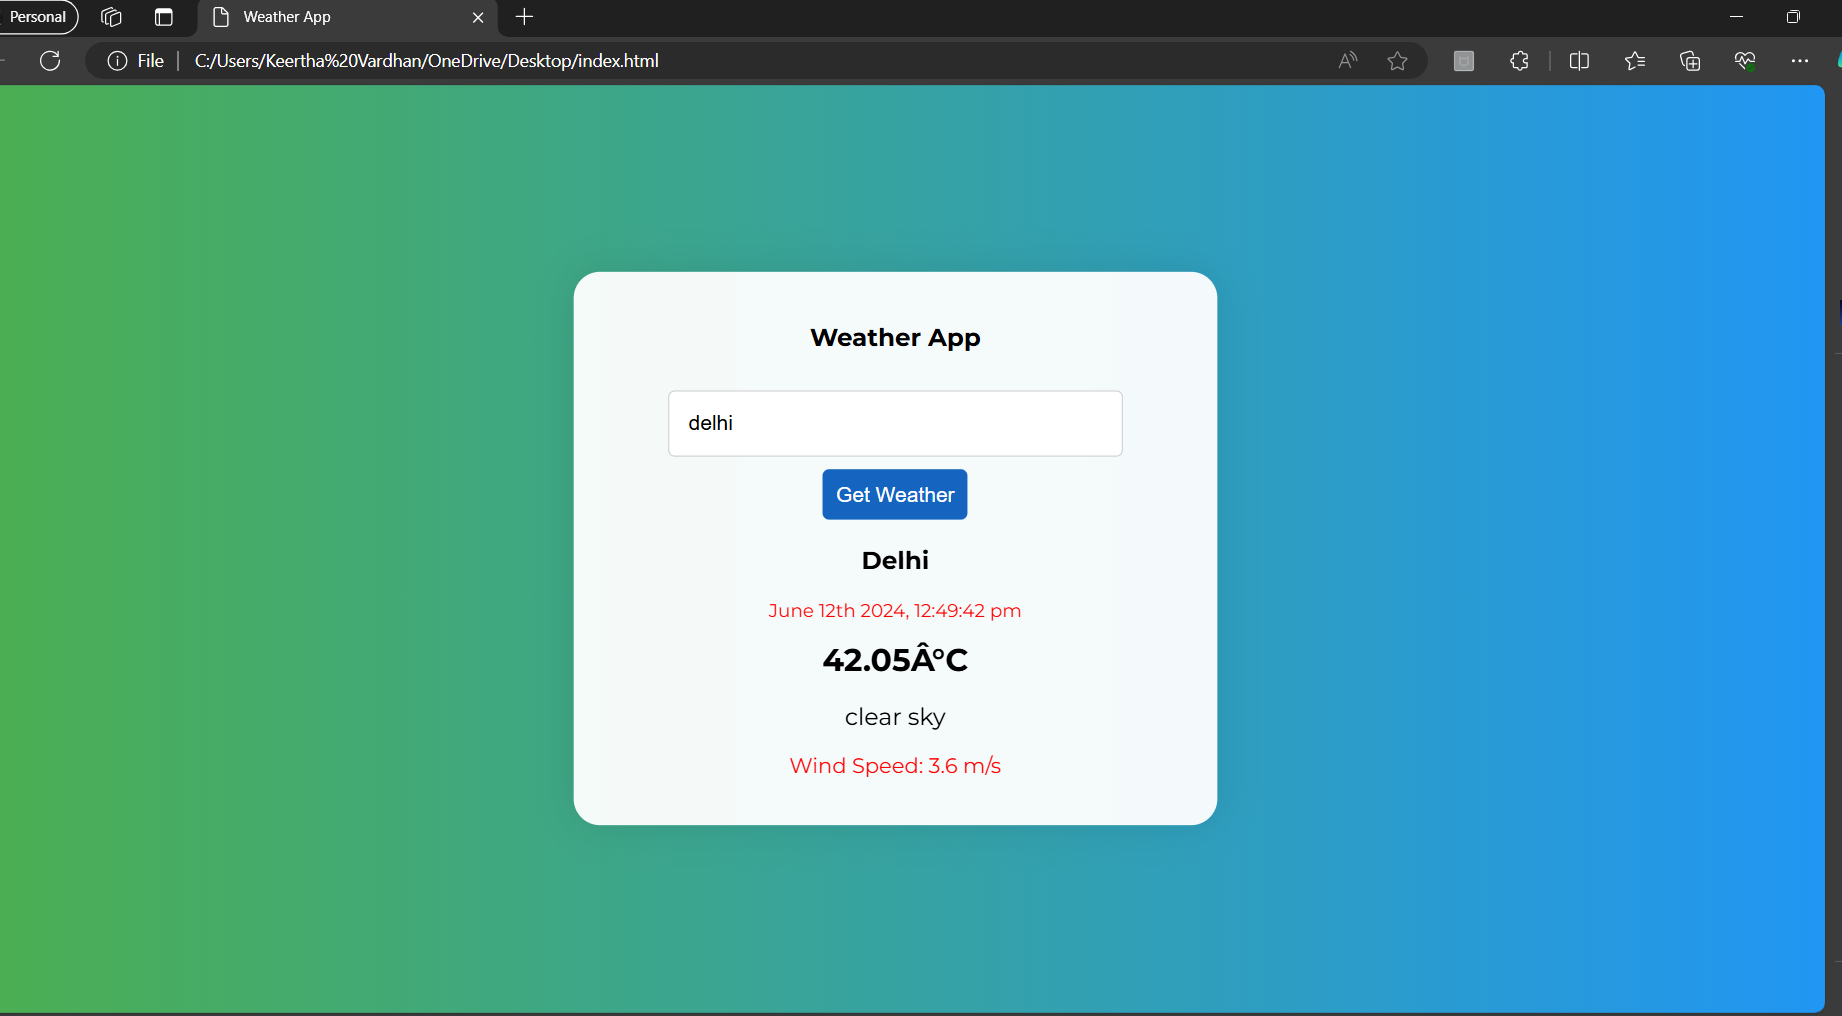 Personal
Weather App
File
C:/Users/Keertha%20Vardhan/OneDrive/Desktop/index.html
Weather App
delhi
Get Weather
Delhi
June 12th 2024, 12:49:42 pm
42.05Â°C
clear sky
Wind Speed: 3.6 m/s